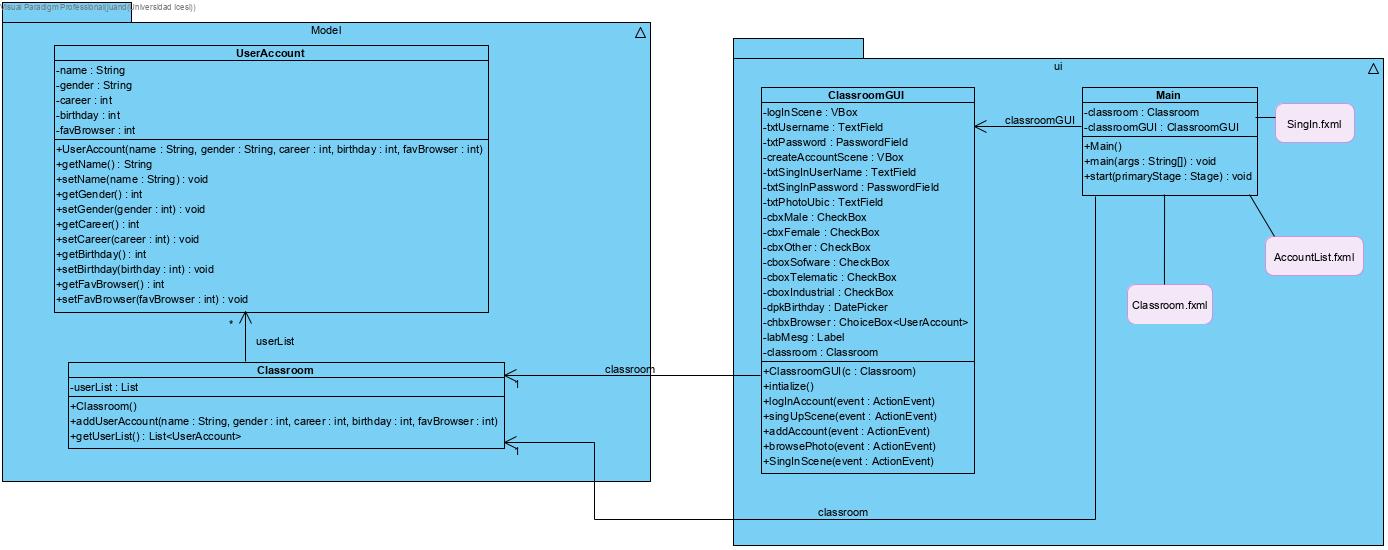 Visual Paradigm Professional(juand(Universidad Icesi))
Model
UserAccount
-name : String
-gender : String
-career : int
-birthday : int
-favBrowser : int
+UserAccount(name : String, gender : String, career : int, birthday : int, favBrowser : int)
+getName() : String
+setName(name : String) : void
+getGender() : int
+setGender(gender : int) : void
+getCareer() : int
+setCareer(career : int) : void
+getBirthday() : int
+setBirthday(birthday : int) : void
+getFavBrowser() : int
+setFavBrowser(favBrowser : int) : void
*
userList
Classroom
-userList : List
+Classroom()
+addUserAccount(name : String, gender : int, career : int, birthday : int, favBrowser : int)
+getUserList() : List<UserAccount>
classroom
1
1
classroom
ui
ClassroomGUI
-logInScene : VBox
-txtUsername : TextField
-txtPassword : PasswordField
-createAccountScene : VBox
-txtSingInUserName : TextField
-txtSingInPassword : PasswordField
-txtPhotoUbic : TextField
-cbxMale : CheckBox
-cbxFemale : CheckBox
-cbxOther : CheckBox
-cboxSofware : CheckBox
-cboxTelematic : CheckBox
-cboxIndustrial : CheckBox
-dpkBirthday : DatePicker
-chbxBrowser : ChoiceBox<UserAccount>
-labMesg : Label
-classroom : Classroom
+ClassroomGUI(c : Classroom)
+intialize()
+logInAccount(event : ActionEvent)
+singUpScene(event : ActionEvent)
+addAccount(event : ActionEvent)
+browsePhoto(event : ActionEvent)
+SingInScene(event : ActionEvent)
classroomGUI
Main
-classroom : Classroom
-classroomGUI : ClassroomGUI
+Main()
+main(args : String[]) : void
+start(primaryStage : Stage) : void
SingIn.fxml
AccountList.fxml
Classroom.fxml